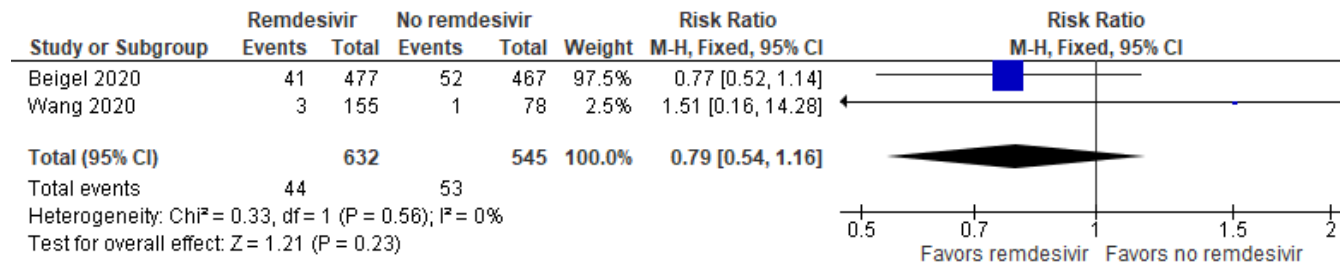 Remdesivir No remdesivir Risk Ratio Risk Ratio
Study or Subgroup Events Total Events Total Weight M-H, Fixed, 95% CI M-H, Fixed, 95% CI
Beigel 2020 41 477 52 467 97.5% 0.77 [0.52, 1.14]
Wang 2020 3 155 1 78 2.5% 1.51 [0.16, 14.28]
Total (95% CI) 632 545 100.0% 0.79 [0.54, 1.16]
Total events 44 53
Heterogeneity: Chi² = 0.33, df = 1 (P = 0.56); I² = 0%
Test for overall effect: Z = 1.21 (P = 0.23)
0.5 0.7 1 1.5 2
Favors remdesivir Favors no remdesivir